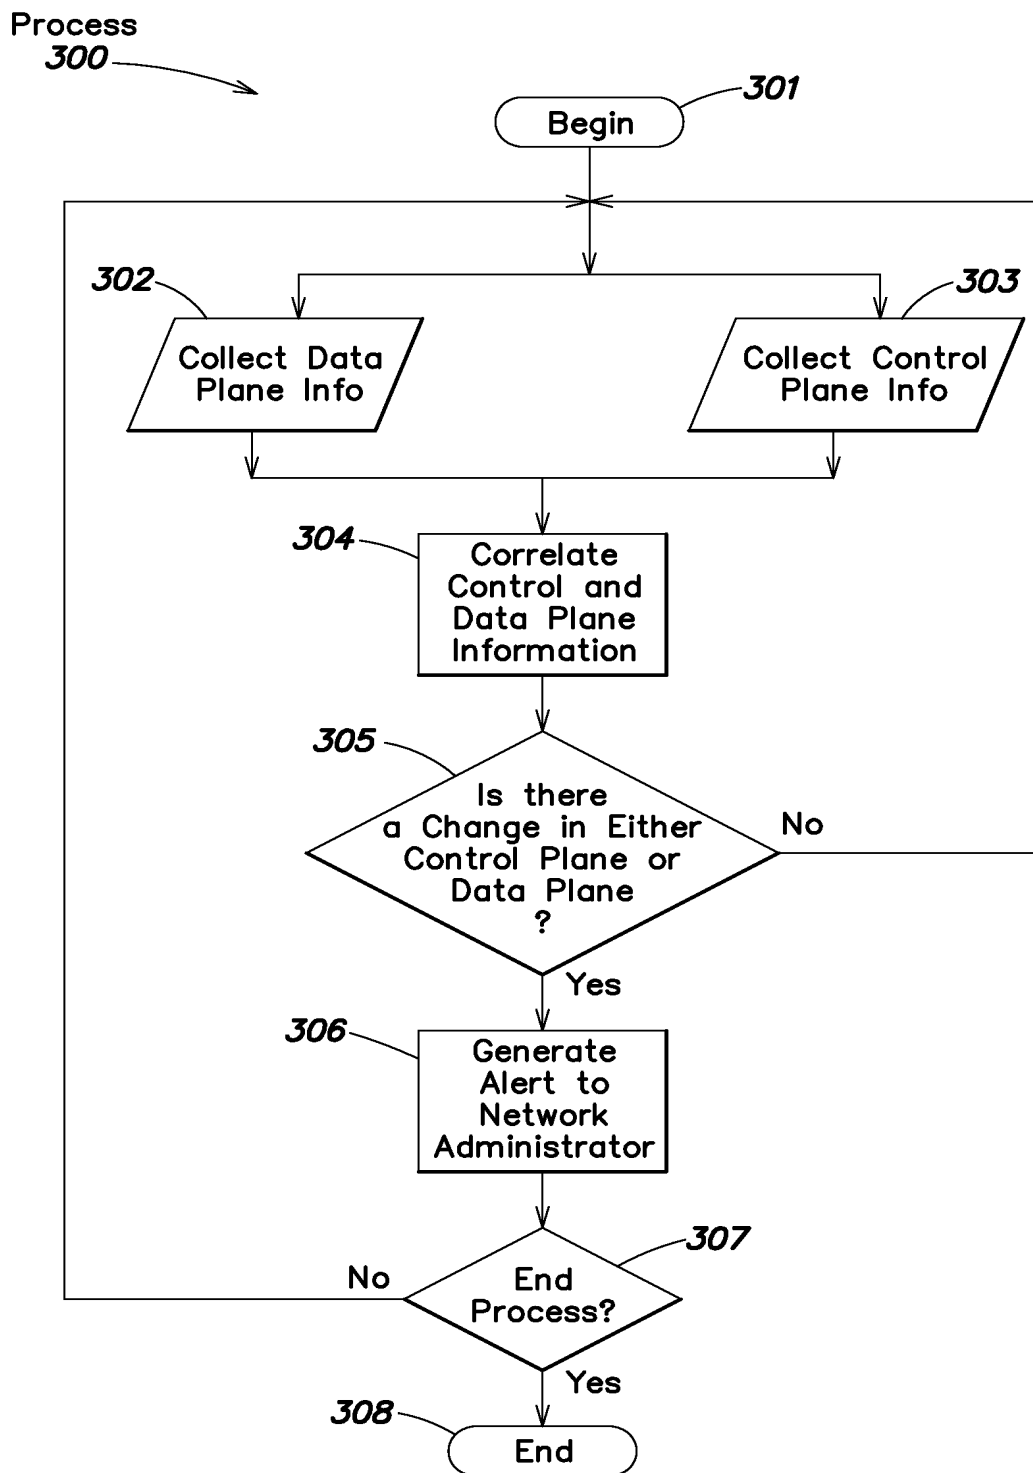 Process
300
301
Begin
302
303
Collect Data
Plane Info
Collect Control
Plane Info
304
Correlate
Control and
Data Plane
Information
305
Is there
a Change in Either
Control Plane or
Data Plane
?
No
Yes
306
Generate
Alert to
Network
Administrator
307
No
End
Process?
Yes
308
End